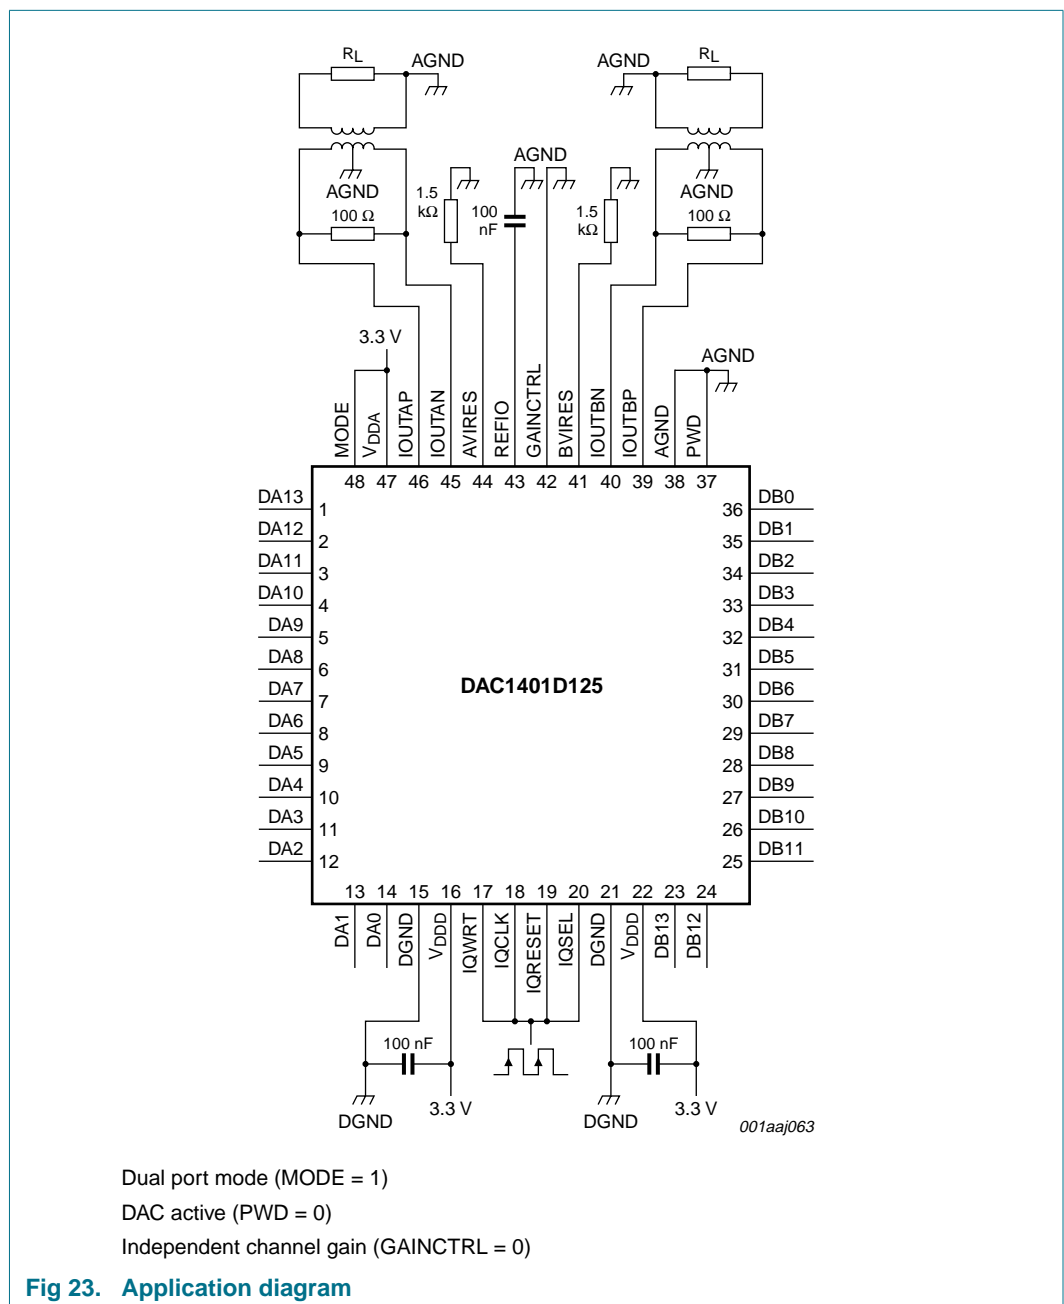 RL
AGND
AGND
RL
AGND
AGND
AGND
100 Ω
1.5
kΩ
100
nF
1.5
kΩ
100 Ω
3.3 V
AGND
MODE
VDDA
IOUTAP
IOUTAN
AVIRES
REFIO
GAINCTRL
BVIRES
IOUTBN
IOUTBP
AGND
PWD
48 47 46 45 44 43 42 41 40 39 38 37
DA13 1
36 DB0
DA12 2
35 DB1
DA11 3
34 DB2
DA10 4
33 DB3
DA9 5
32 DB4
DA8 6
31 DB5
DAC1401D125
DA7 7
30 DB6
DA6 8
29 DB7
DA5 9
28 DB8
DA4 10
27 DB9
DA3 11
26 DB10
DA2 12
25 DB11
13 14 15 16 17 18 19 20 21 22 23 24
DA1
DA0
DGND
VDDD
IQWRT
IQCLK
IQRESET
IQSEL
DGND
VDDD
DB13
DB12
100 nF
100 nF
DGND
3.3 V
DGND
3.3 V
001aaj063
Dual port mode (MODE = 1)
DAC active (PWD = 0)
Independent channel gain (GAINCTRL = 0)
Fig 23. Application diagram